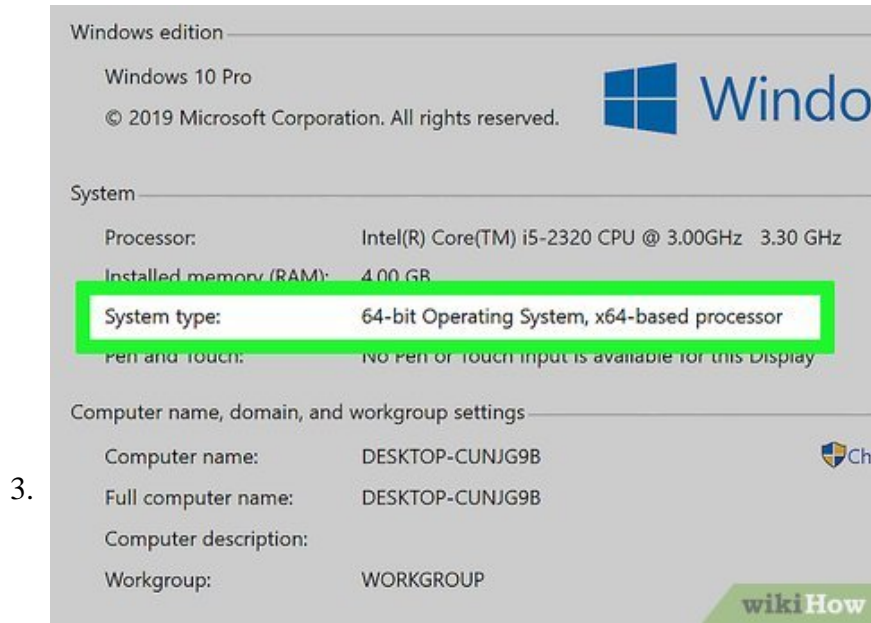 Windows edition
Windows 10 Pro
© 2019 Microsoft Corporation. All rights reserved.
Windo
System
Processor: Intel(R) Core(TM) i5-2320 CPU @ 3.00GHz 3.30 GHz
Installed memory (RAM): 4.00 GB
System type: 64-bit Operating System, x64-based processor
Pen and Touch: No Pen or Touch Input is available for this Display
Computer name, domain, and workgroup settings
Computer name: DESKTOP-CUNJG9B Ch
3. Full computer name: DESKTOP-CUNJG9B
Computer description:
Workgroup: WORKGROUP
wikiHow